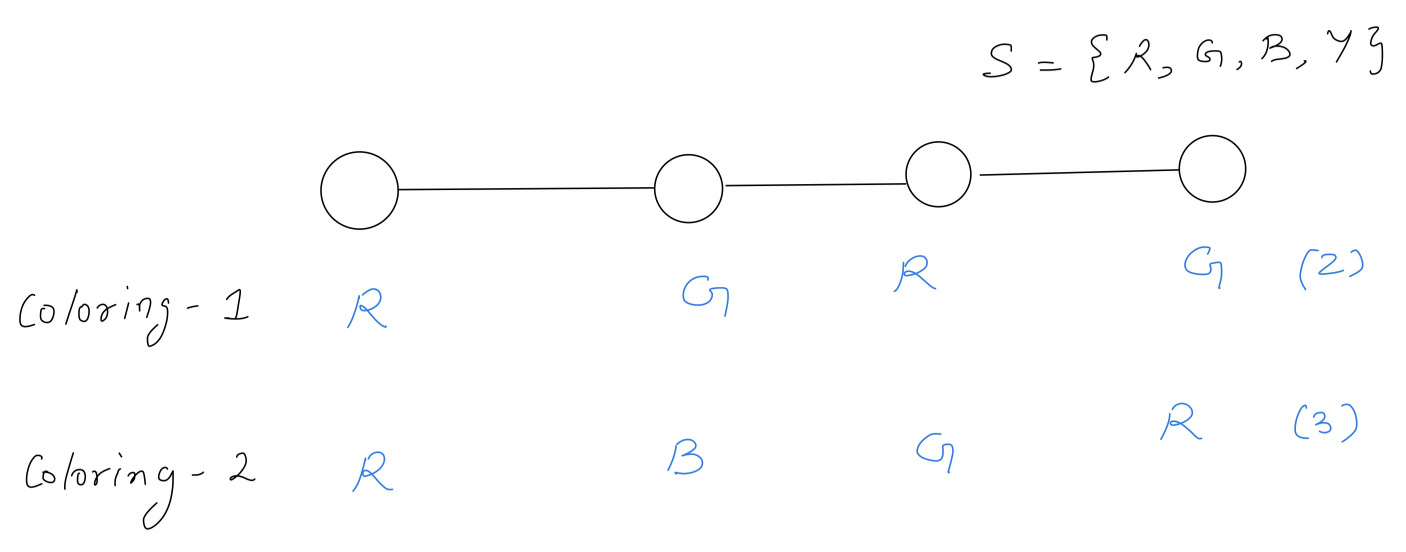 S = {R, G, B, Y}
Coloring - 1 R G R G (2)
Coloring - 2 R B G R (3)